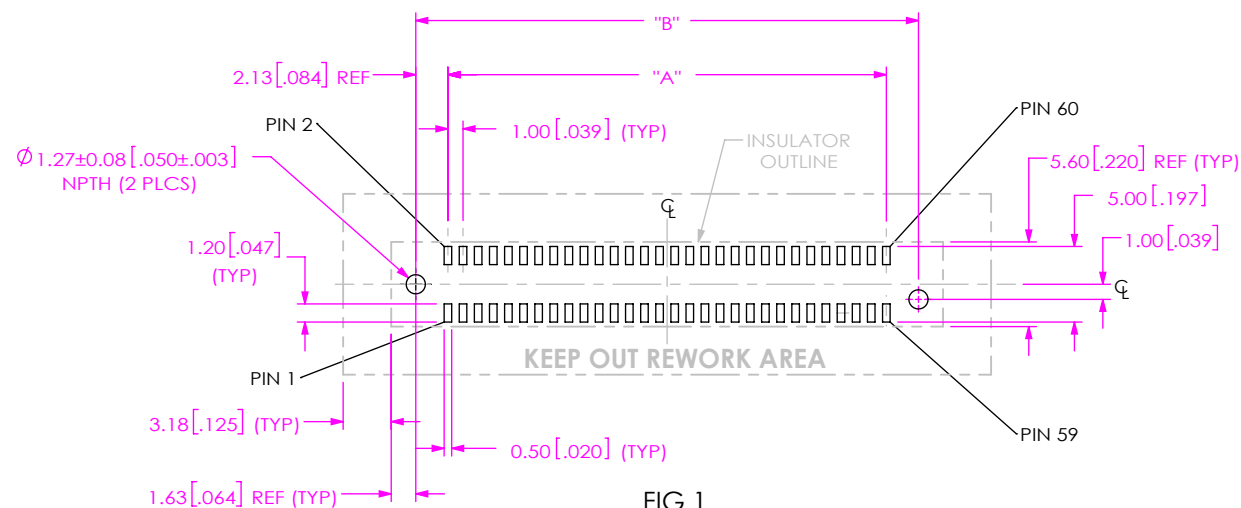 "B"
2.13[.084] REF
"A"
PIN 2
1.00[.039] (TYP)
PIN 60
INSULATOR
OUTLINE
Ø1.27±0.08[.050±.003]
NPTH (2 PLCS)
5.60[.220] REF (TYP)
5.00[.197]
℄
1.20[.047]
(TYP)
1.00[.039]
℄
KEEP OUT REWORK AREA
PIN 1
3.18[.125] (TYP)
0.50[.020] (TYP)
PIN 59
1.63[.064] REF (TYP)
FIG 1